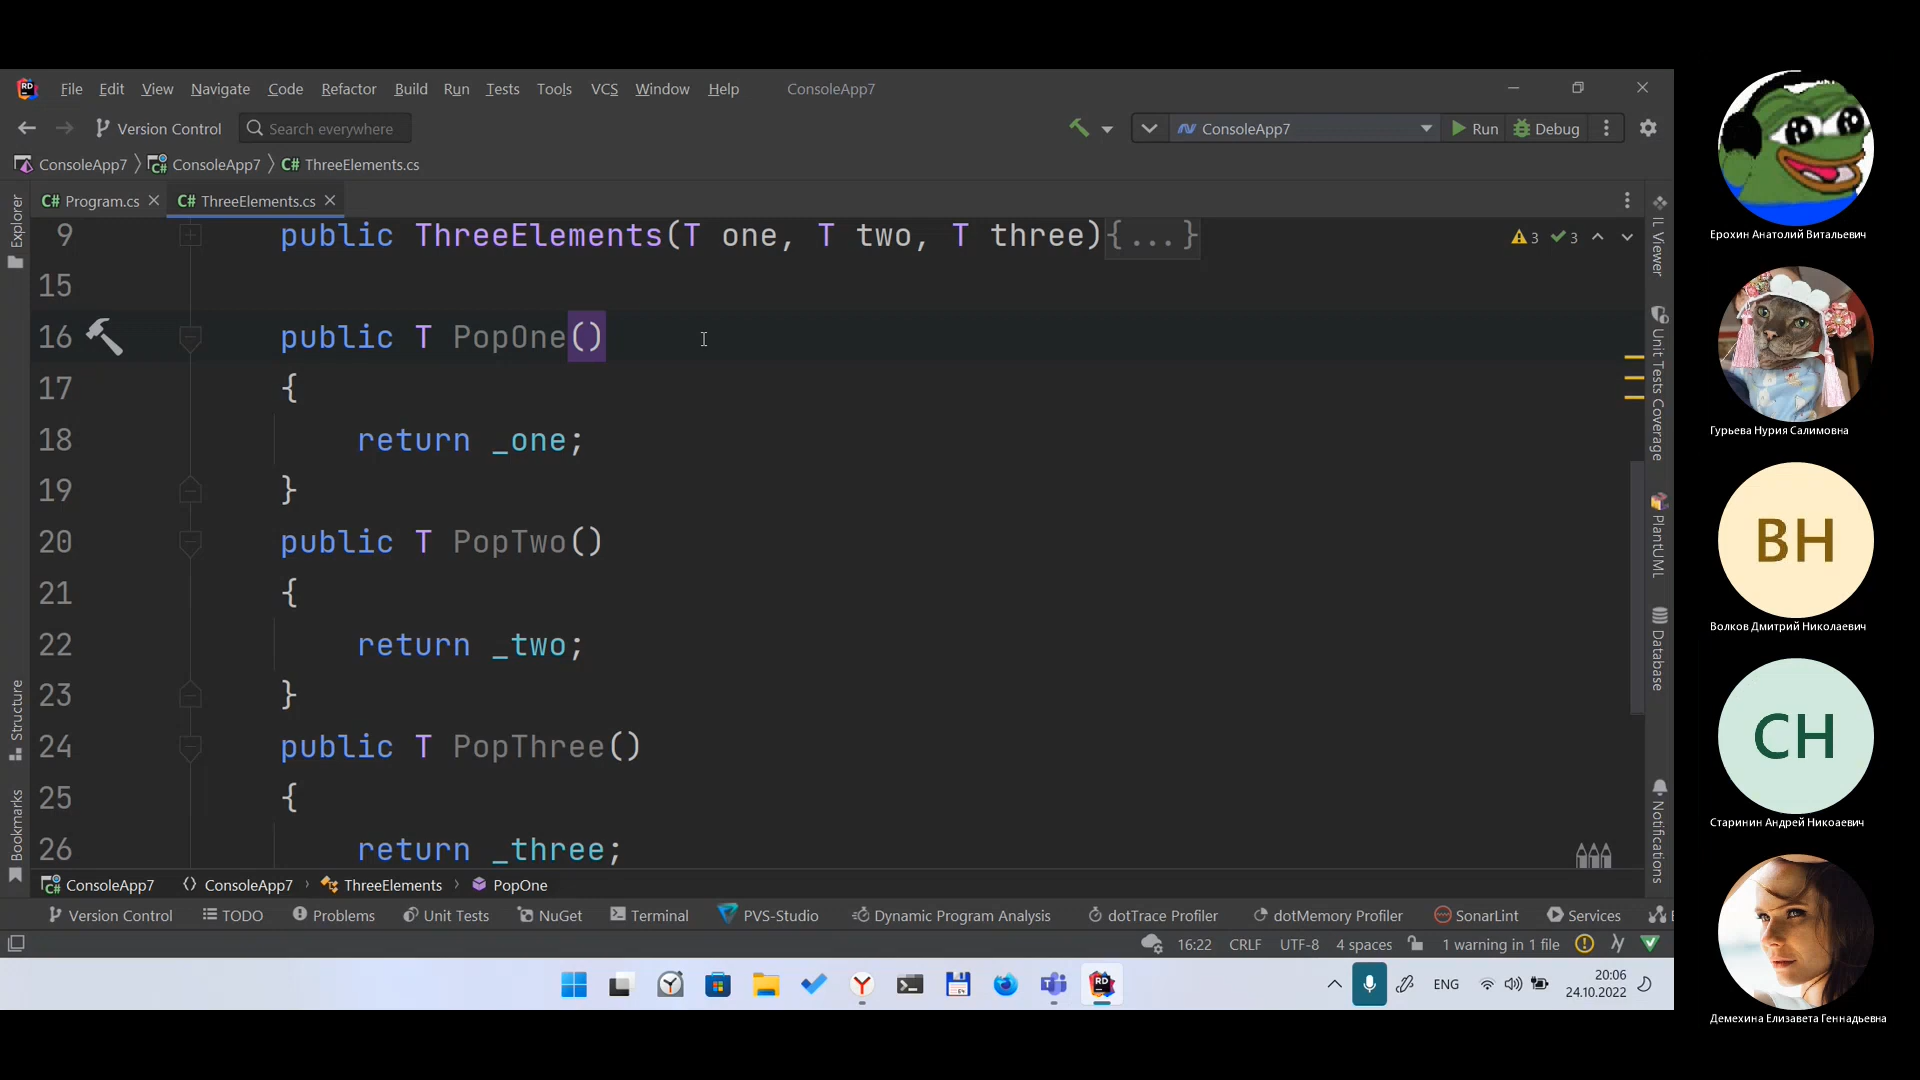 File Edit View Navigate Code Refactor Build Run Tests Tools VCS Window Help ConsoleApp7
Version Control Search everywhere ConsoleApp7 Run Debug
ConsoleApp7 ConsoleApp7 C# ThreeElements.cs
C# Program.cs C# ThreeElements.cs
Explorer
Structure
Bookmarks
9 public ThreeElements(T one, T two, T three){...}
3 3
15
16 public T PopOne()
17 {
18 return _one;
19 }
20 public T PopTwo()
21 {
22 return _two;
23 }
24 public T PopThree()
25 {
26 return _three;
IL Viewer
Unit Tests Coverage
PlantUML
Database
Notifications
ConsoleApp7 ConsoleApp7 ThreeElements PopOne
Version Control TODO Problems Unit Tests NuGet Terminal PVS-Studio Dynamic Program Analysis dotTrace Profiler dotMemory Profiler SonarLint Services
16:22 CRLF UTF-8 4 spaces 1 warning in 1 file
ENG 20:06
24.10.2022
Ерохин Анатолий Витальевич
Гурьева Нурия Салимовна
ВН
Волков Дмитрий Николаевич
СН
Старинин Андрей Никоаевич
Демехина Елизавета Геннадьевна